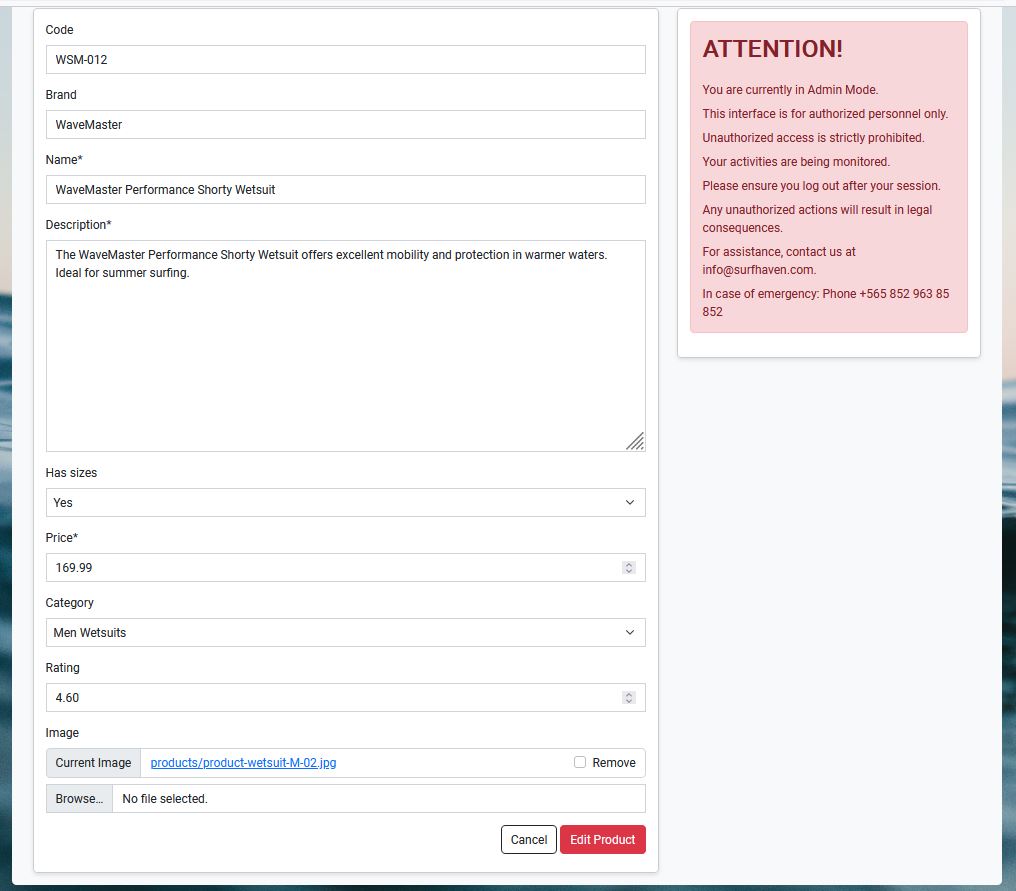 Code
WSM-012
Brand
WaveMaster
Name*
WaveMaster Performance Shorty Wetsuit
Description*
The WaveMaster Performance Shorty Wetsuit offers excellent mobility and protection in warmer waters.
Ideal for summer surfing.
Has sizes
Yes
Price*
169.99
Category
Men Wetsuits
Rating
4.60
Image
Current Image products/product-wetsuit-M-02.jpg Remove
Browse... No file selected.
Cancel Edit Product
ATTENTION!
You are currently in Admin Mode.
This interface is for authorized personnel only.
Unauthorized access is strictly prohibited.
Your activities are being monitored.
Please ensure you log out after your session.
Any unauthorized actions will result in legal
consequences.
For assistance, contact us at
info@surfhaven.com.
In case of emergency: Phone +565 852 963 85
852